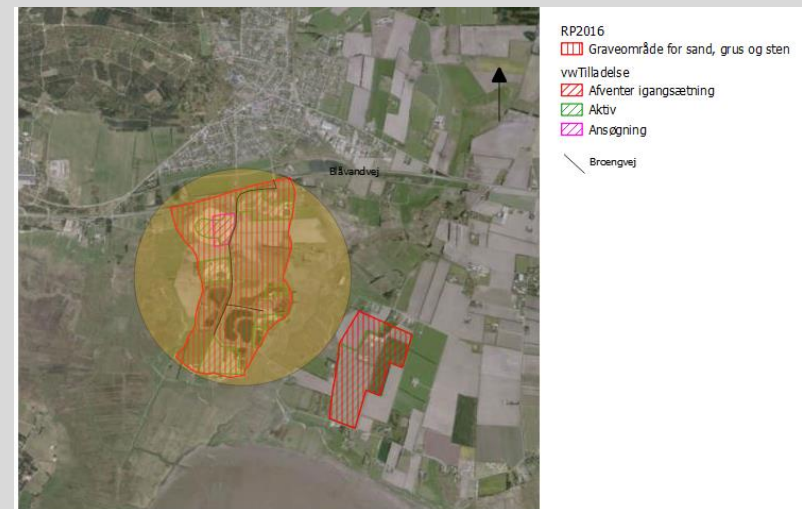 RP2016
Graveområde for sand, grus og sten
vwTilladelse
Afventer igangsætning
Aktiv
Ansøgning
Broengvej
Blåvandvej